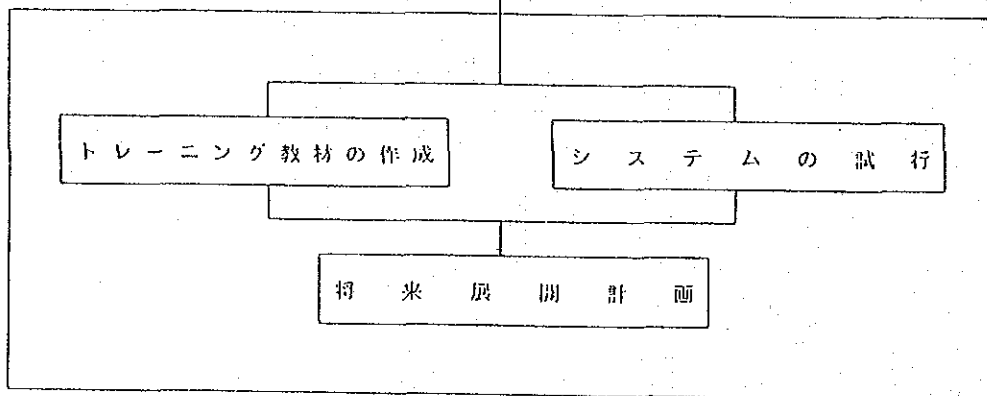 トレーニング教材の作成
システムの試行
将来展開計画